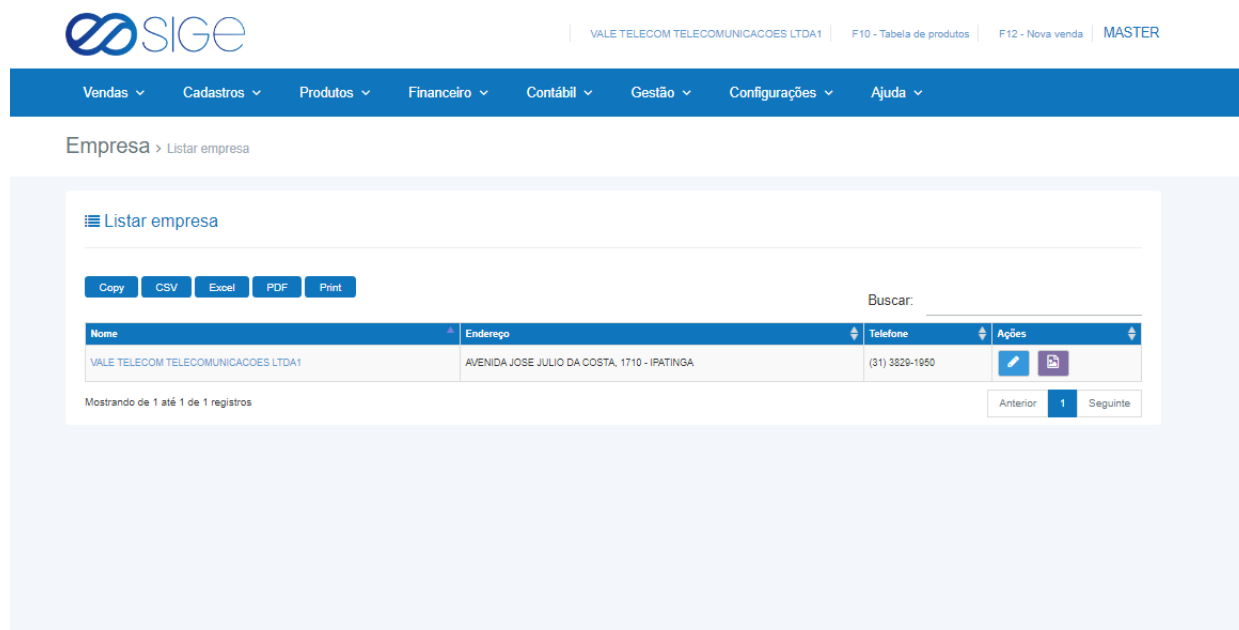 SIGE
VALE TELECOM TELECOMUNICACOES LTDA1 F10 - Tabela de produtos F12 - Nova venda MASTER
Vendas Cadastros Produtos Financeiro Contábil Gestão Configurações Ajuda
Empresa > Listar empresa
Listar empresa
Copy CSV Excel PDF Print
Buscar:
Nome Endereço Telefone Ações
VALE TELECOM TELECOMUNICACOES LTDA1 AVENIDA JOSE JULIO DA COSTA, 1710 - IPATINGA (31) 3829-1950
Mostrando de 1 até 1 de 1 registros Anterior 1 Seguinte